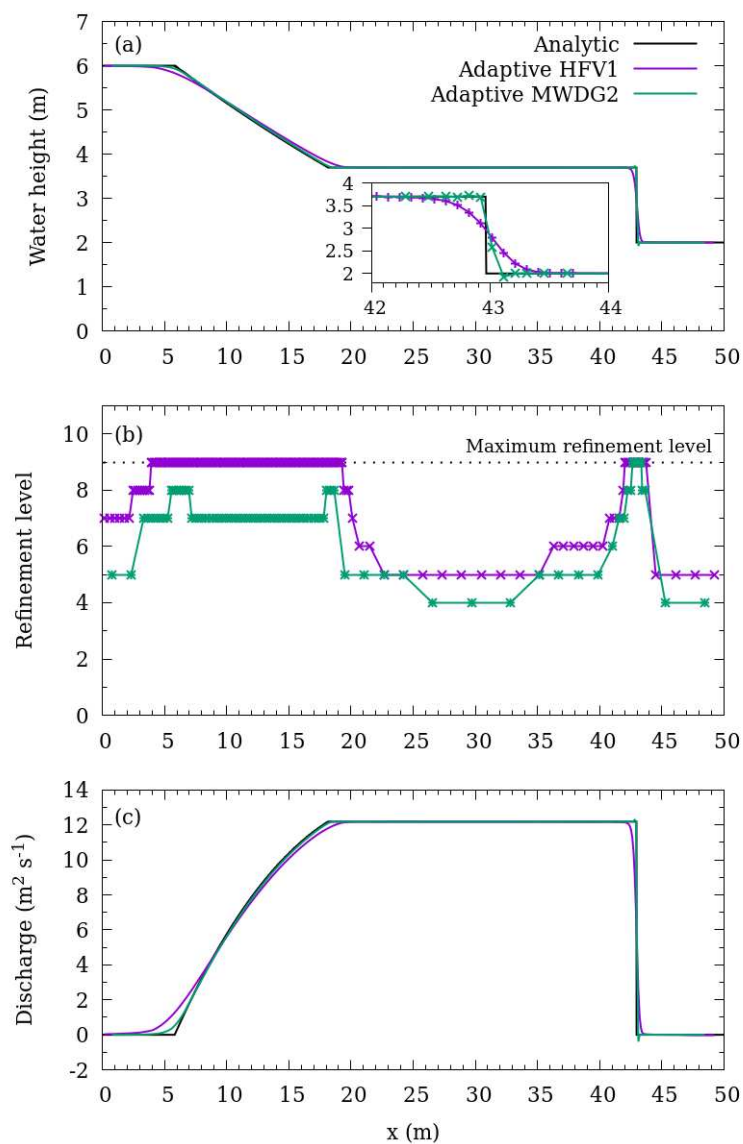 (a)
Analytic
Adaptive HFV1
Adaptive MWDG2
Water height (m)
7
6
5
4
3
2
1
0
4
3.5
3
2.5
2
42 43 44
0 5 10 15 20 25 30 35 40 45 50
(b)
Maximum refinement level
Refinement level
10
8
6
4
2
0
0 5 10 15 20 25 30 35 40 45 50
(c)
Discharge (m² s⁻¹)
14
12
10
8
6
4
2
0
-2
0 5 10 15 20 25 30 35 40 45 50
x (m)